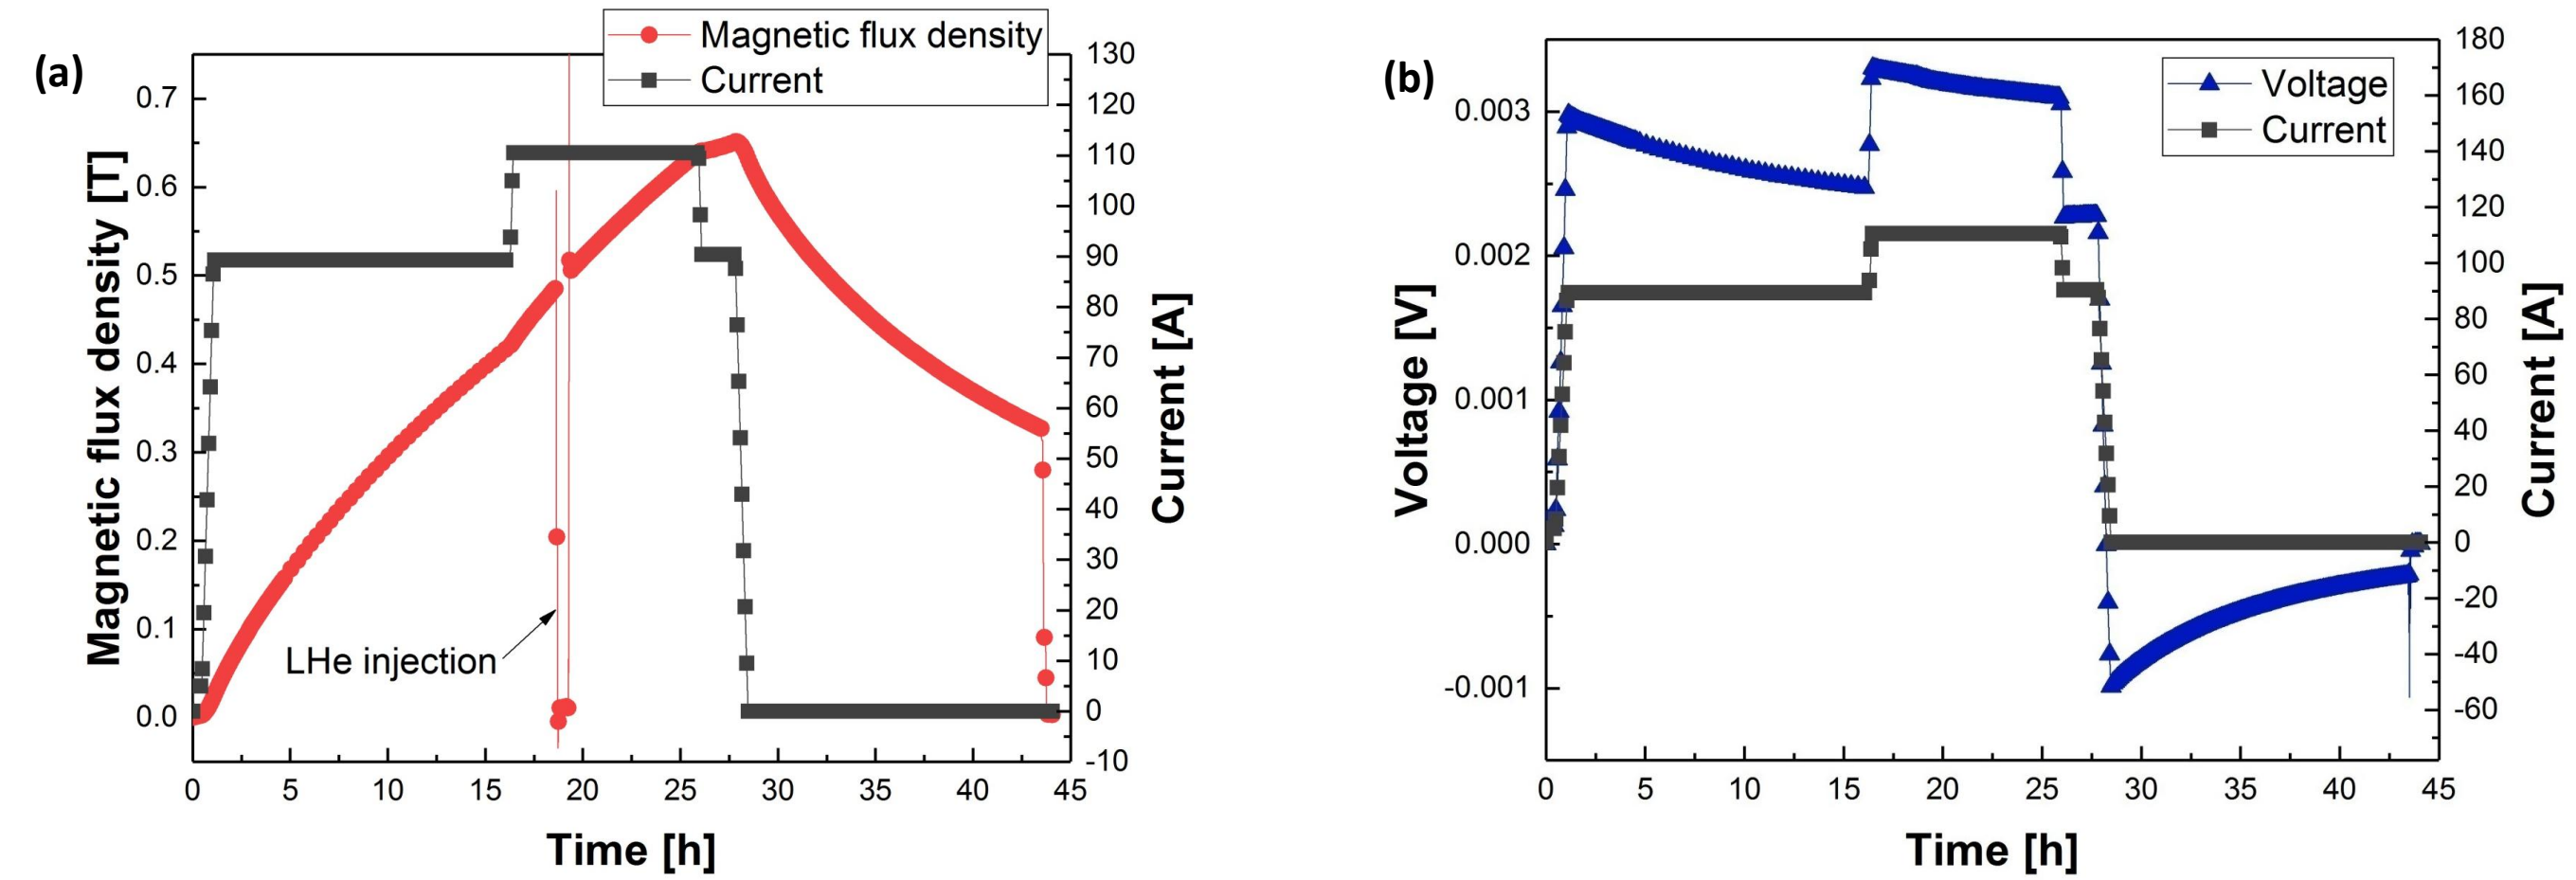 (a)
Magnetic flux density
Current
Magnetic flux density [T]
0.7
0.6
0.5
0.4
0.3
0.2
0.1
0.0
130
120
110
100
90
80
70
60
50
40
30
20
10
0
-10
Current [A]
LHe injection
0 5 10 15 20 25 30 35 40 45
Time [h]
(b)
Voltage
Current
Voltage [V]
0.003
0.002
0.001
0.000
-0.001
180
160
140
120
100
80
60
40
20
0
-20
-40
-60
Current [A]
0 5 10 15 20 25 30 35 40 45
Time [h]